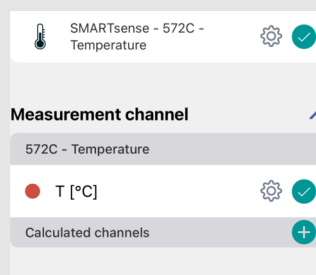 SMARTsense - 572C -
Temperature
Measurement channel
572C - Temperature
T [°C]
Calculated channels